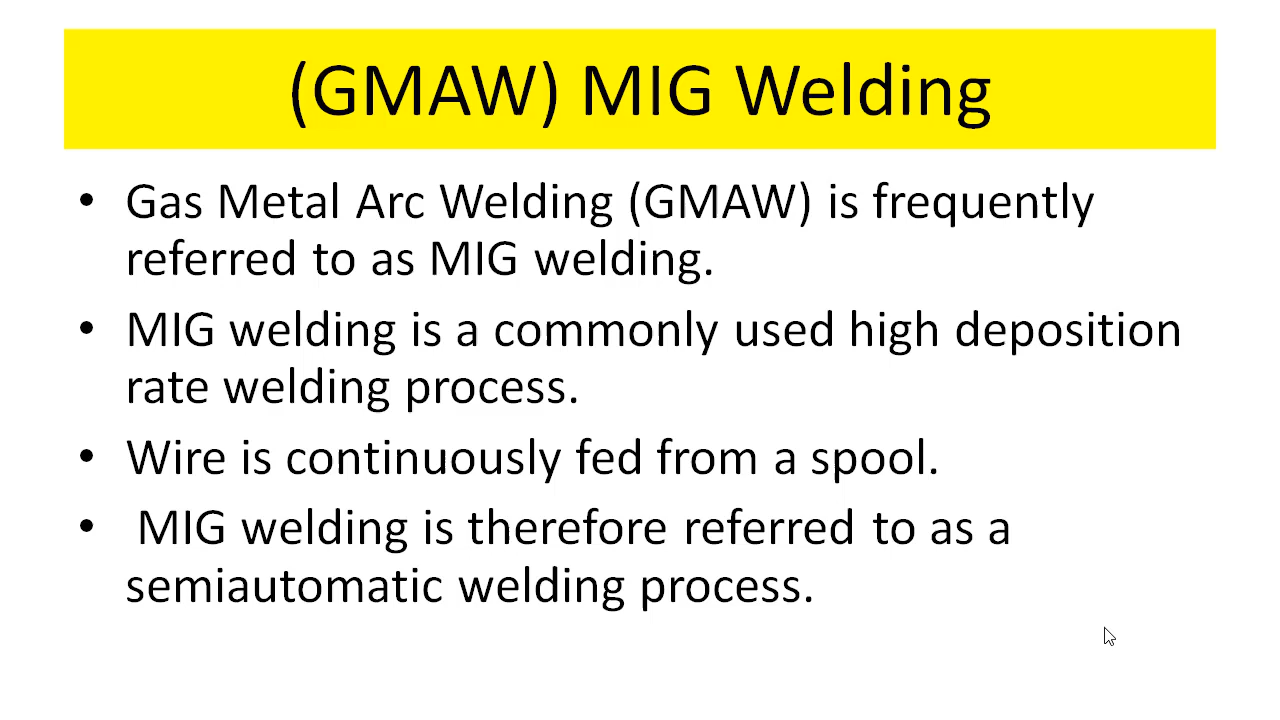 (GMAW) MIG Welding
• Gas Metal Arc Welding (GMAW) is frequently
referred to as MIG welding.
• MIG welding is a commonly used high deposition
rate welding process.
• Wire is continuously fed from a spool.
• MIG welding is therefore referred to as a
semiautomatic welding process.